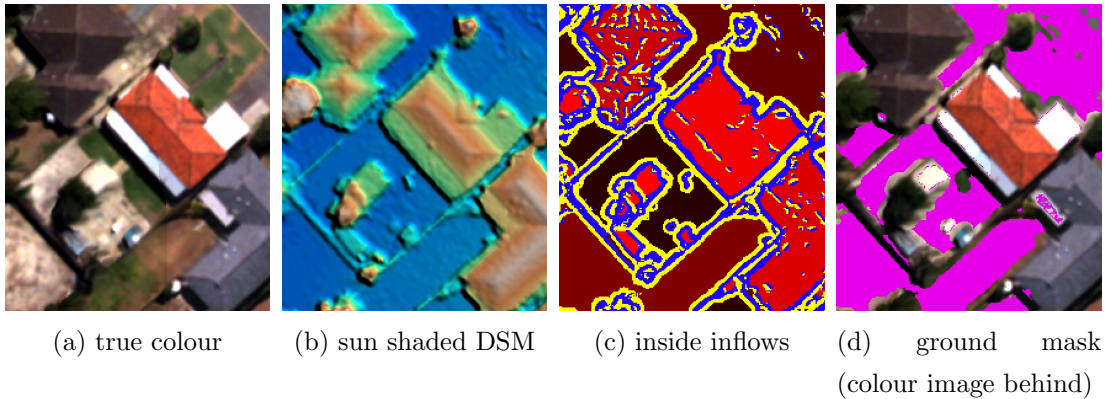 (a) true colour
(b) sun shaded DSM
(c) inside inflows
(d) ground mask
(colour image behind)